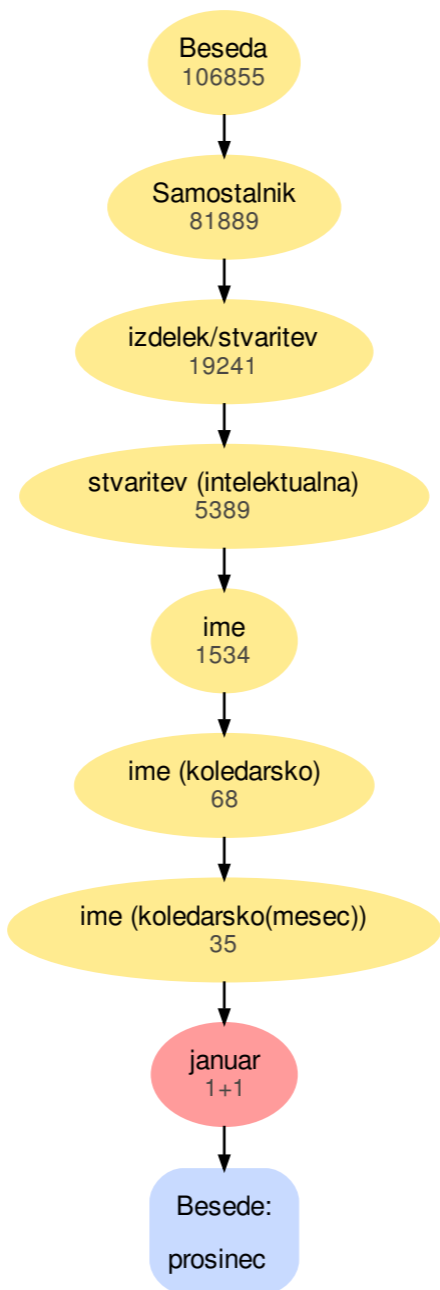 Beseda
106855
Samostalnik
81889
izdelek/stvaritev
19241
stvaritev (intelektualna)
5389
ime
1534
ime (koledarsko)
68
ime (koledarsko(mesec))
35
januar
1+1
Besede:
prosinec